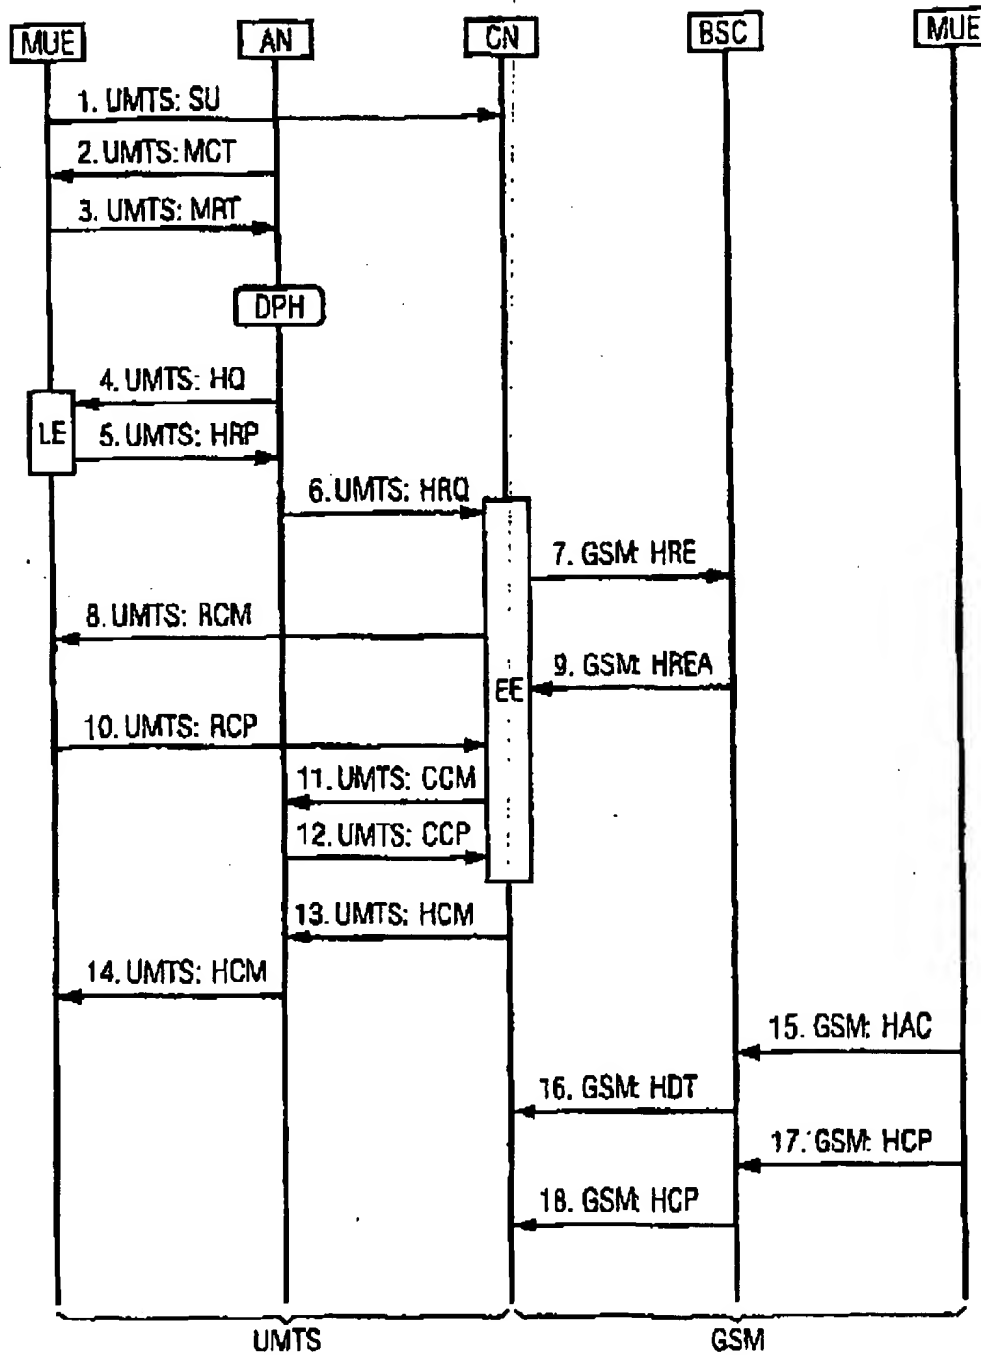 MUE AN CN BSC MUE
1. UMTS: SU
2. UMTS: MCT
3. UMTS: MRT
DPH
4. UMTS: HQ
LE
5. UMTS: HRP
6. UMTS: HRQ
7. GSM: HRE
8. UMTS: RCM
9. GSM: HREA
EE
10. UMTS: RCP
11. UMTS: CCM
12. UMTS: CCP
13. UMTS: HCM
14. UMTS: HCM
15. GSM: HAC
16. GSM: HDT
17. GSM: HCP
18. GSM: HCP
UMTS GSM